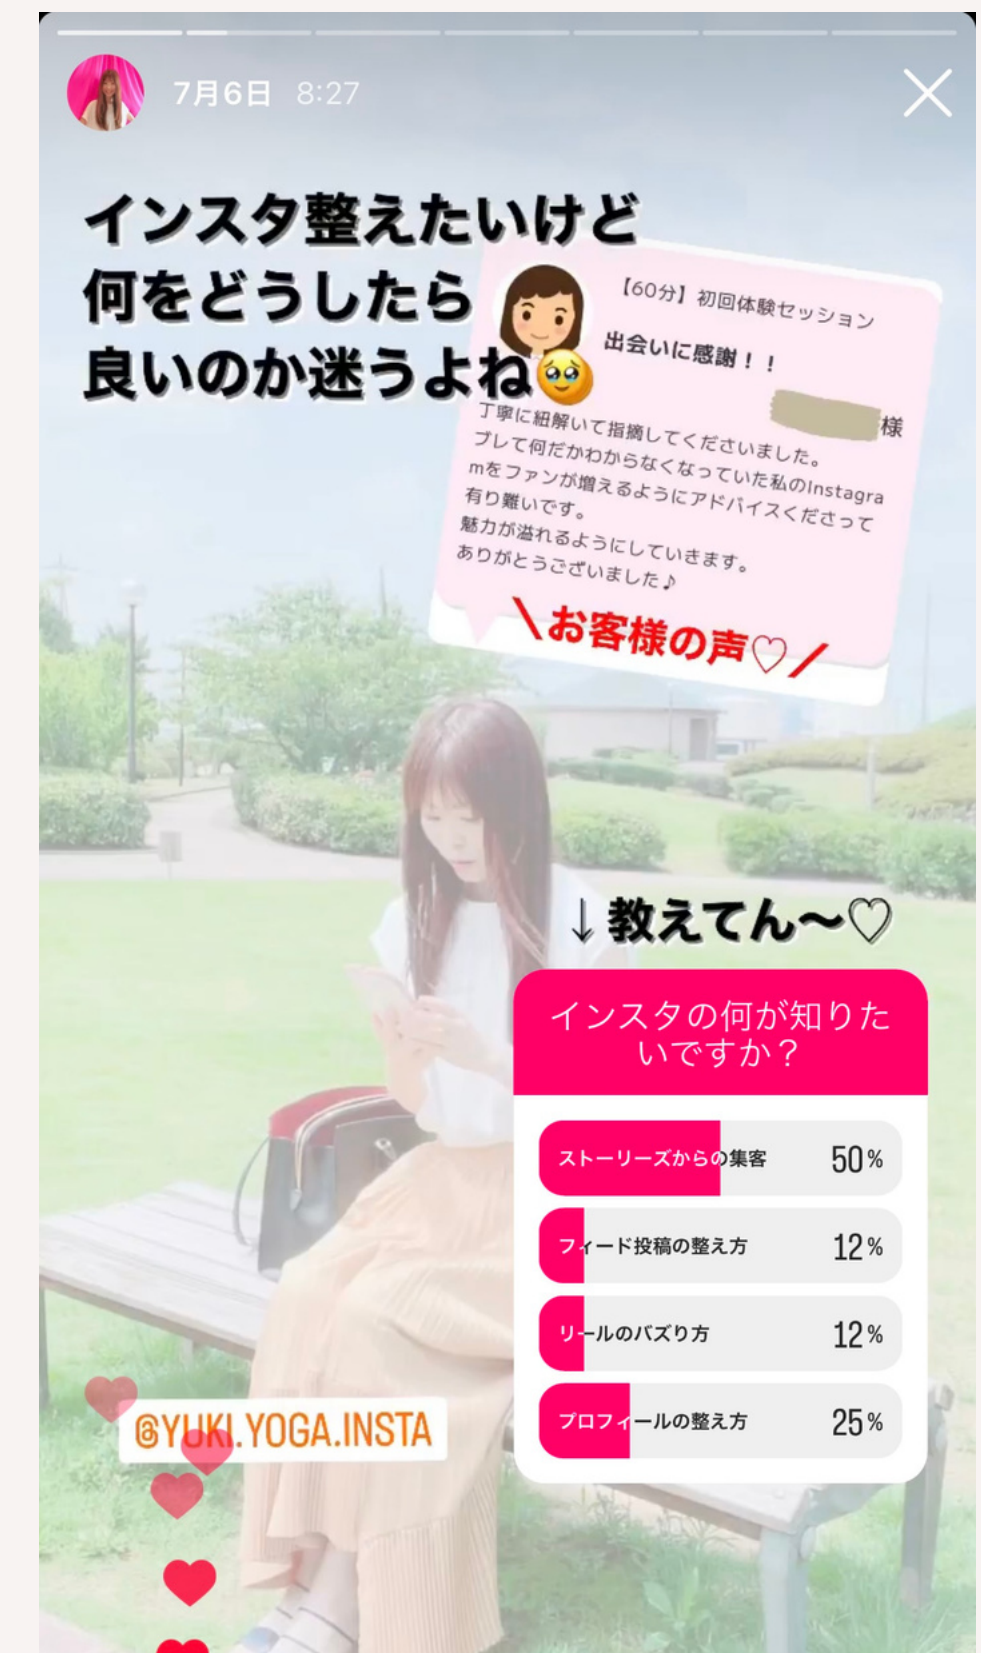 7月6日 8:27
インスタ整えたいけど
何をどうしたら
良いのか迷うよね🥹
【60分】初回体験セッション
出会いに感謝！！
様
丁寧に紐解いて指摘してくださいました。
ブレて何だかわからなくなっていた私のInstagra
mをファンが増えるようにアドバイスくださって
有り難いです。
魅力が溢れるようにしていきます。
ありがとうございました♪
\お客様の声♡/
↓教えてん〜♡
インスタの何が知りた
いですか？
ストーリーズからの集客 50%
フィード投稿の整え方 12%
リールのバズり方 12%
プロフィールの整え方 25%
@YUKI.YOGA.INSTA